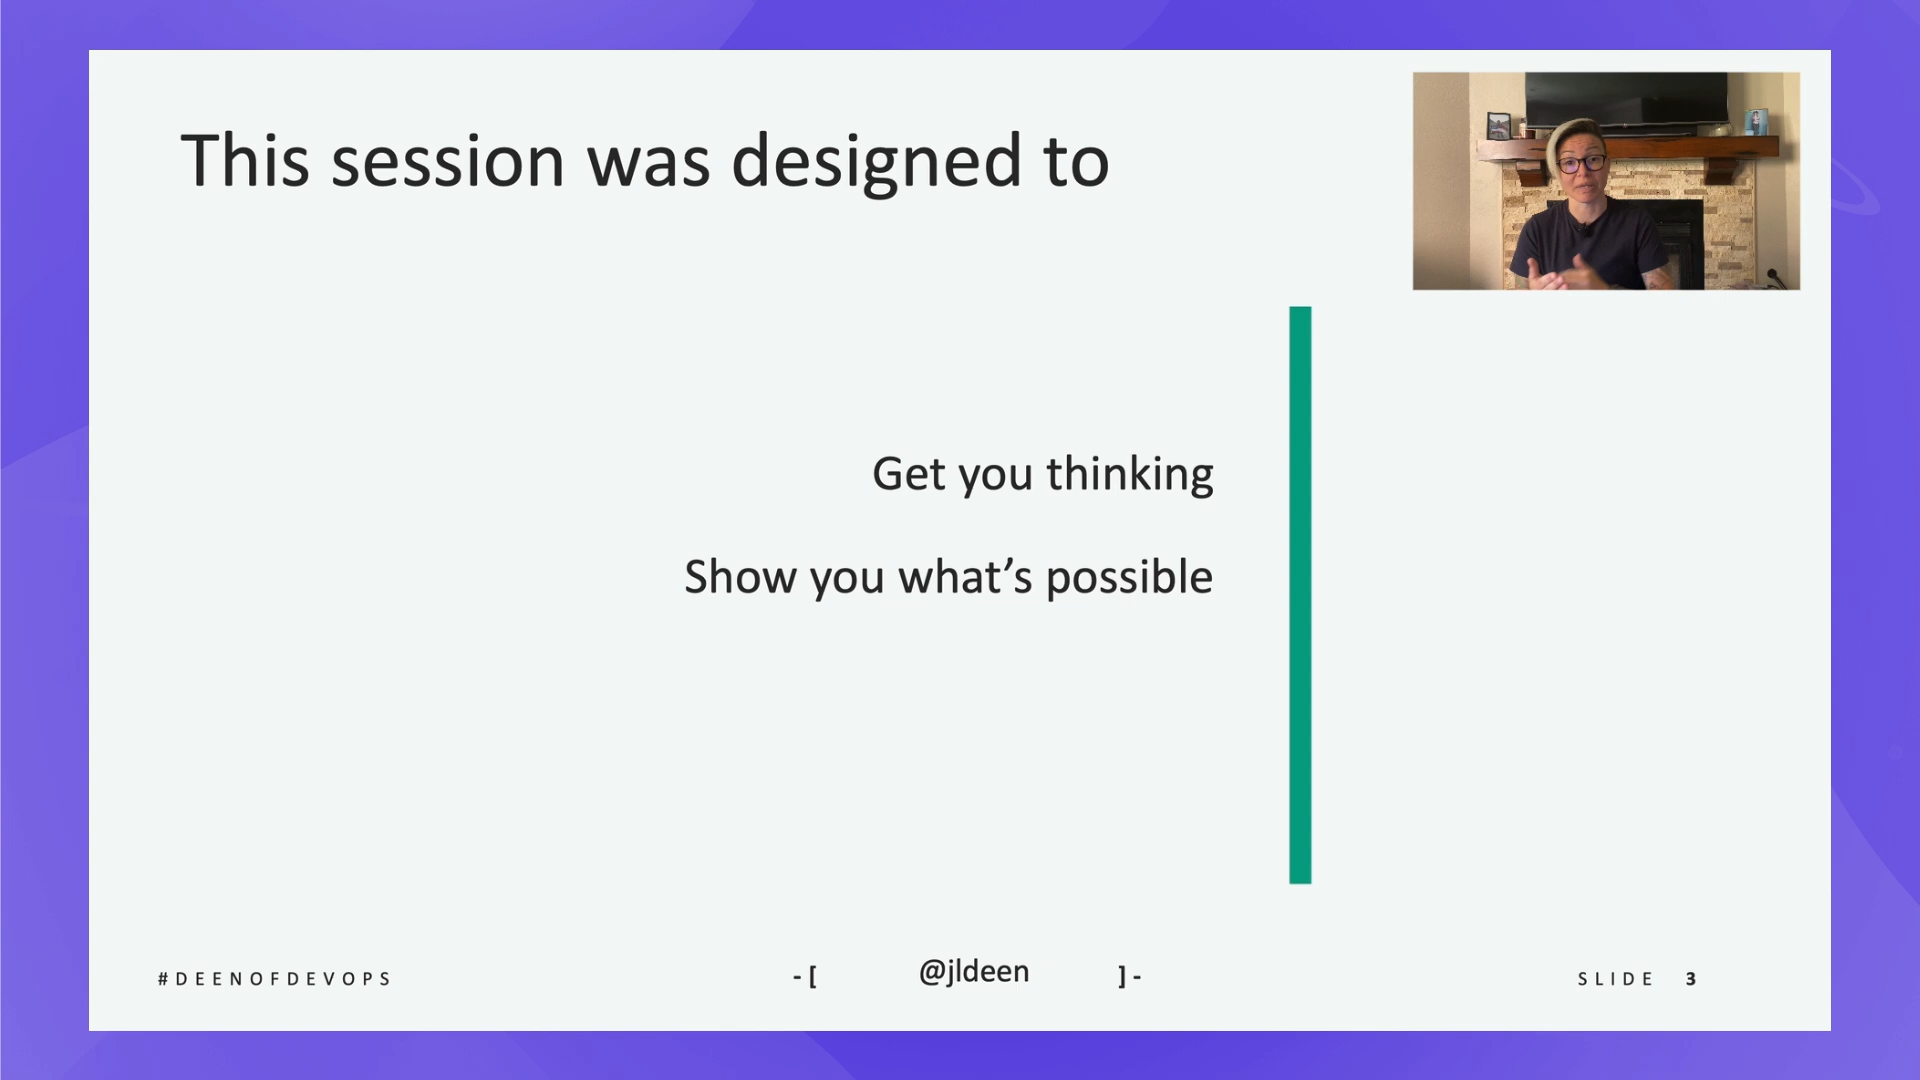 This session was designed to
Get you thinking
Show you what’s possible
#DEENOFDEVOPS
-[ @jldeen ]-
SLIDE 3